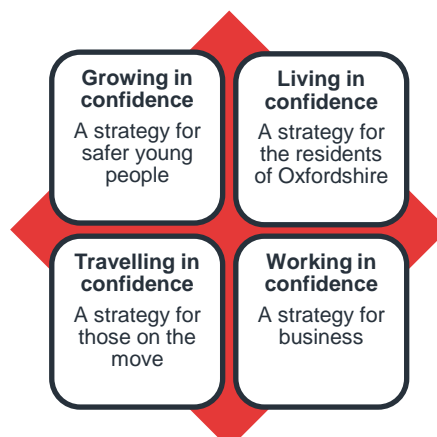 Growing in
confidence
A strategy for
safer young
people
Living in
confidence
A strategy for
the residents
of Oxfordshire
Travelling in
confidence
A strategy for
those on the
move
Working in
confidence
A strategy for
business